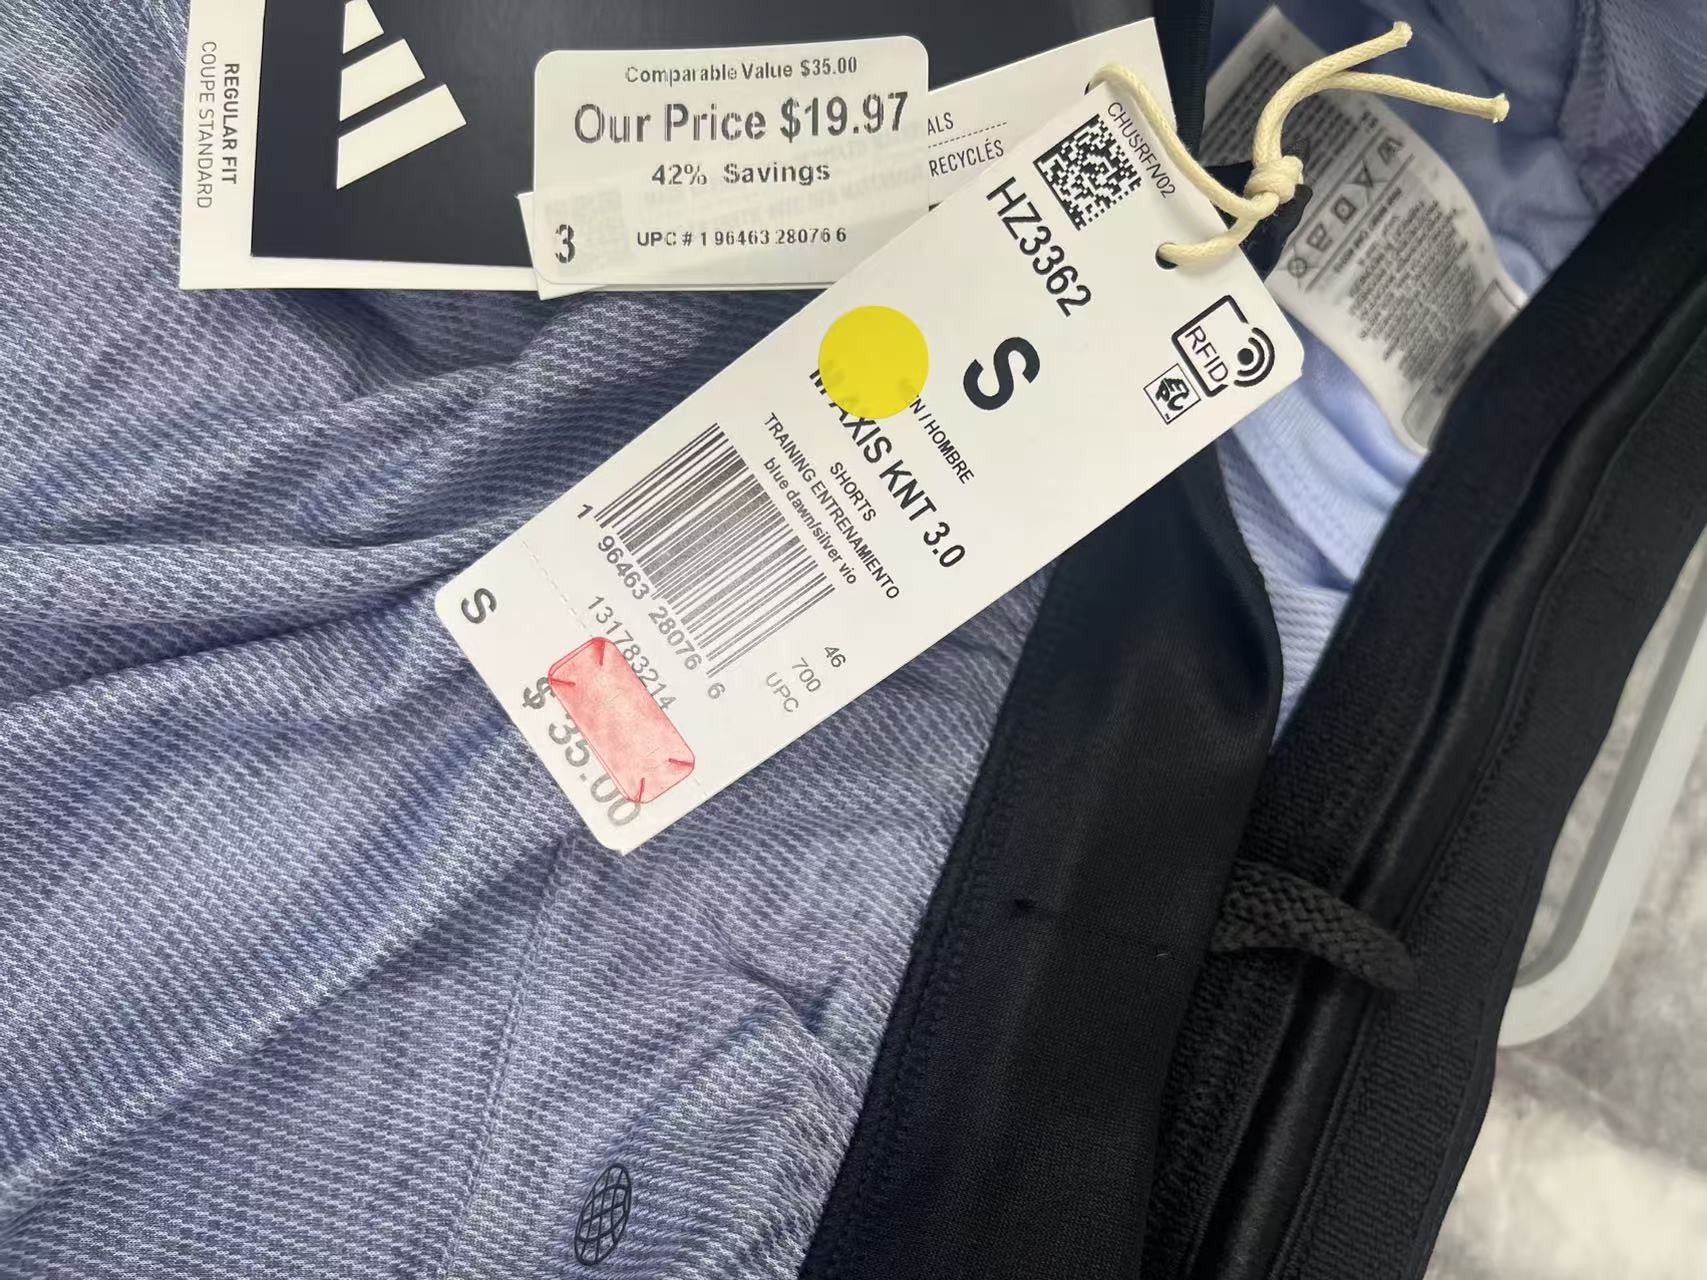 REGULAR FIT
COUPE STANDARD
Comparable Value $35.00
Our Price $19.97
42% Savings
3
UPC # 1 96463 28076 6
ALS
RECYCLÉS
CHUSRFN02
HZ3362
S
RFID
EN / HOMBRE
M AXIS KNT 3.0
SHORTS
TRAINING ENTRENAMIENTO
blue dawn/silver vio
1 96463 28076 6
46
700
UPC
131783214
S
$ 35.00